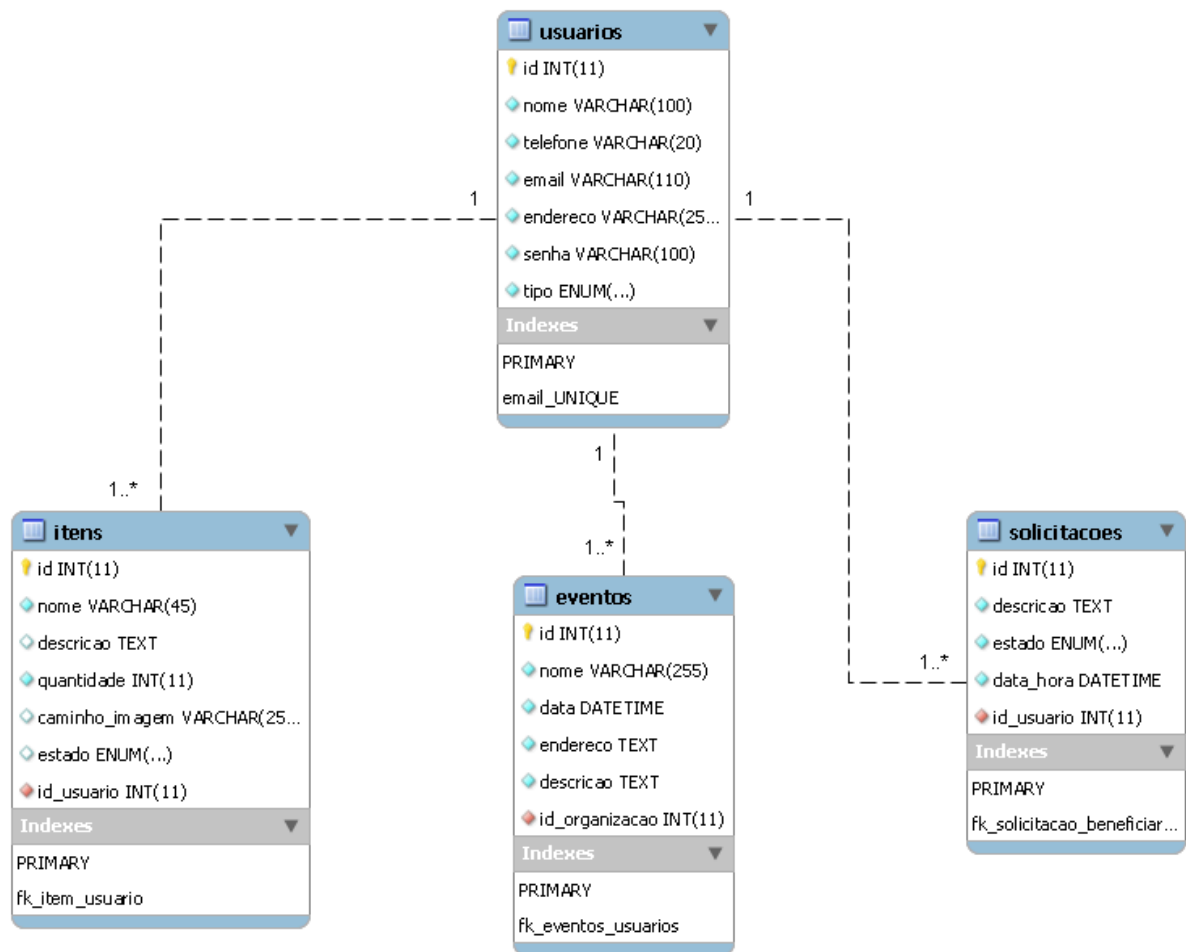 usuarios
id INT(11)
nome VARCHAR(100)
telefone VARCHAR(20)
email VARCHAR(110)
endereco VARCHAR(25...
senha VARCHAR(100)
tipo ENUM(...)
Indexes
PRIMARY
email_UNIQUE
1
1
1
1..*
1..*
1..*
itens
id INT(11)
nome VARCHAR(45)
descricao TEXT
quantidade INT(11)
caminho_imagem VARCHAR(25...
estado ENUM(...)
id_usuario INT(11)
Indexes
PRIMARY
fk_item_usuario
eventos
id INT(11)
nome VARCHAR(255)
data DATETIME
endereco TEXT
descricao TEXT
id_organizacao INT(11)
Indexes
PRIMARY
fk_eventos_usuarios
solicitacoes
id INT(11)
descricao TEXT
estado ENUM(...)
data_hora DATETIME
id_usuario INT(11)
Indexes
PRIMARY
fk_solicitacao_beneficiar...